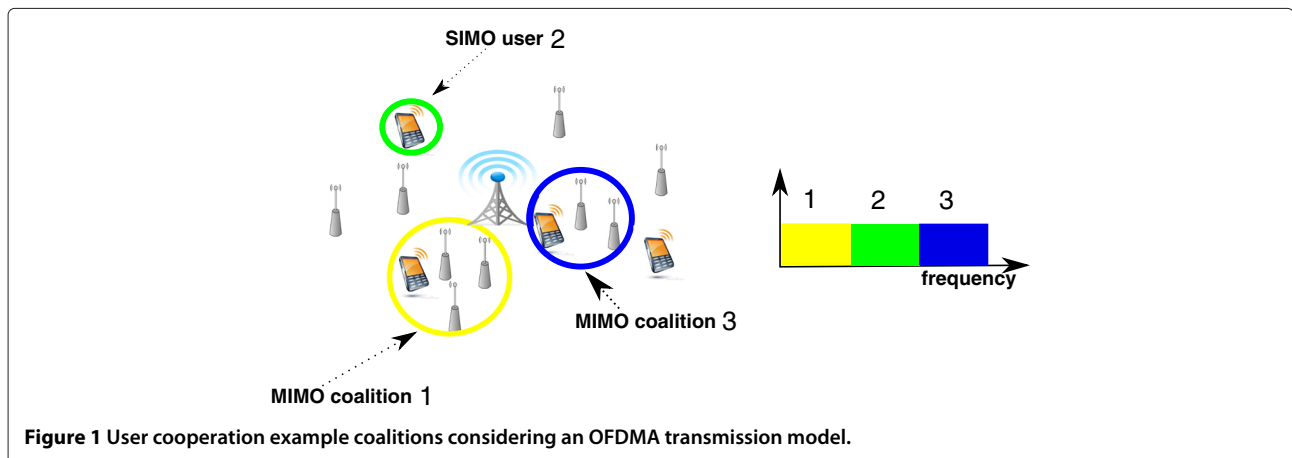 SIMO user 2
1 2 3
frequency
MIMO coalition 3
MIMO coalition 1
Figure 1 User cooperation example coalitions considering an OFDMA transmission model.